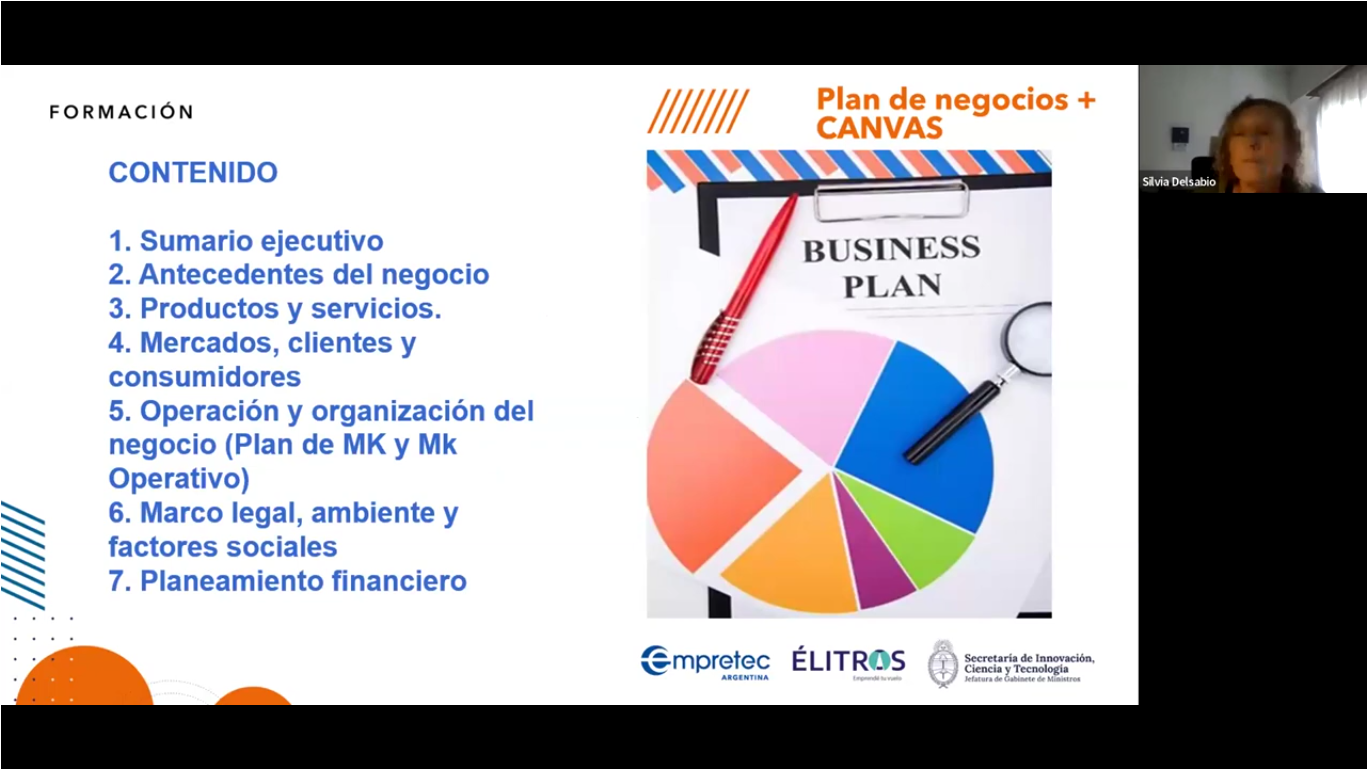 FORMACIÓN
Plan de negocios +
CANVAS
CONTENIDO
1. Sumario ejecutivo
2. Antecedentes del negocio
3. Productos y servicios.
4. Mercados, clientes y
consumidores
5. Operación y organización del
negocio (Plan de MK y Mk
Operativo)
6. Marco legal, ambiente y
factores sociales
7. Planeamiento financiero
BUSINESS
PLAN
empretec
ARGENTINA
ÉLITROS
Emprendé tu vuelo
Secretaría de Innovación,
Ciencia y Tecnología
Jefatura de Gabinete de Ministros
Silvia Delsabio